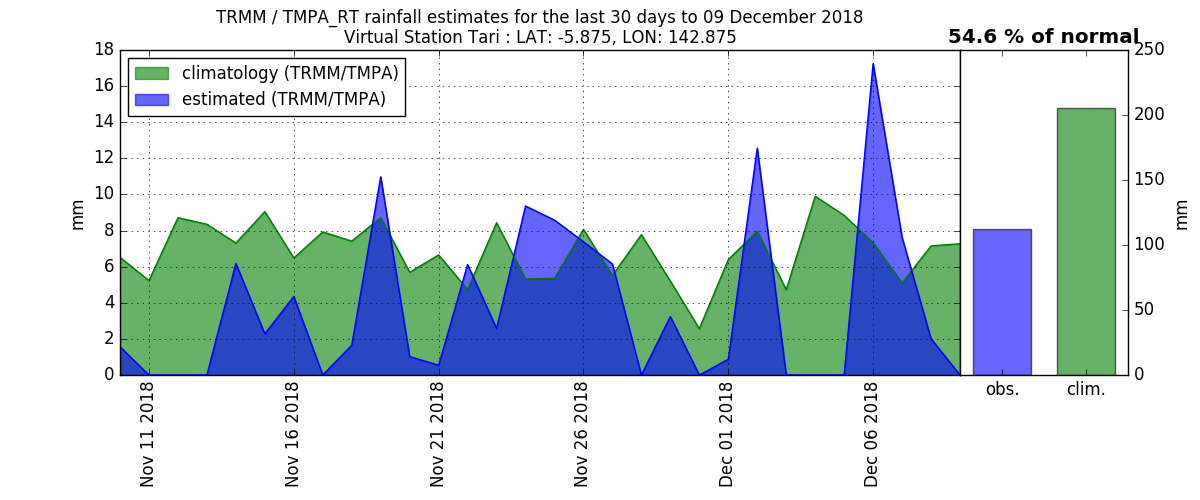 TRMM / TMPA_RT rainfall estimates for the last 30 days to 09 December 2018
Virtual Station Tari : LAT: -5.875, LON: 142.875
54.6 % of normal
climatology (TRMM/TMPA)
estimated (TRMM/TMPA)
mm
18
16
14
12
10
8
6
4
2
0
Nov 11 2018
Nov 16 2018
Nov 21 2018
Nov 26 2018
Dec 01 2018
Dec 06 2018
250
200
150
100
50
0
mm
obs.
clim.